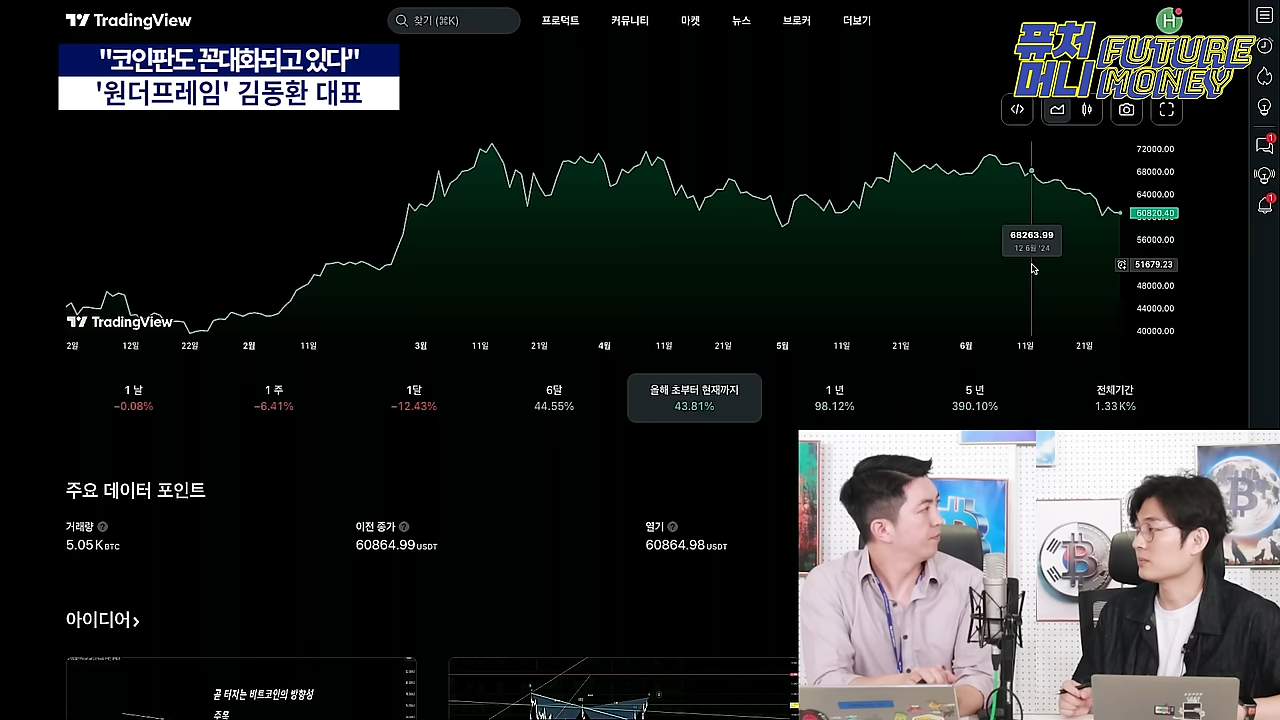 TradingView
찾기 (⌘K)
프로덕트
커뮤니티
마켓
뉴스
브로커
더보기
H
"코인판도 꼰대화되고 있다"
'원더프레임' 김동환 대표
퓨처
머니
FUTURE
MONEY
72000.00
68000.00
64000.00
60820.40
56000.00
51679.23
48000.00
44000.00
40000.00
68263.99
12 6월 '24
TradingView
2월 12일 22일 2월 11일 3월 11일 21일 4월 11일 21일 5월 11일 21일 6월 11일 21일
1 날
−0.08%
1 주
−6.41%
1달
−12.43%
6달
44.55%
올해 초부터 현재까지
43.81%
1 년
98.12%
5 년
390.10%
전체기간
1.33 K%
주요 데이터 포인트
거래량
5.05 K BTC
이전 종가
60864.99 USDT
열기
60864.98 USDT
아이디어
곧 터지는 비트코인의 방향성
주목
1
1